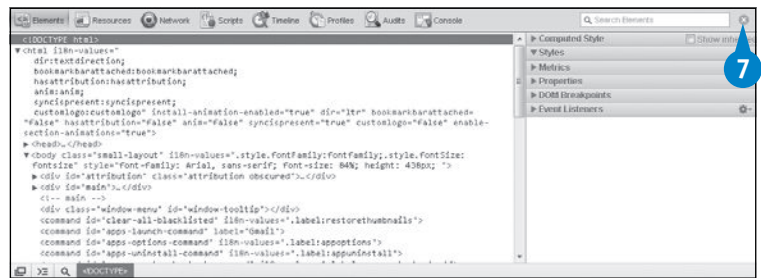 Elements Resources Network Scripts Timeline Profiles Audits Console Search Elements
<!DOCTYPE html>
▼<html i18n-values="
dir:textdirection;
bookmarkbarattached:bookmarkbarattached;
hasattribution:hasattribution;
anim:anim;
syncispresent:syncispresent;
customlogo:customlogo" install-animation-enabled="true" dir="ltr" bookmarkbarattached=
"false" hasattribution="false" anim="false" syncispresent="true" customlogo="false" enable-
section-animations="true">
▶<head>…</head>
▼<body class="small-layout" i18n-values=".style.fontFamily:fontfamily;.style.fontSize:
fontsize" style="font-family: Arial, sans-serif; font-size: 84%; height: 438px; ">
▶<div id="attribution" class="attribution obscured">…</div>
▶<div id="main">…</div>
<!-- main -->
<div class="window-menu" id="window-tooltip"></div>
<command id="clear-all-blacklisted" i18n-values=".label:restorethumbnails">
<command id="apps-launch-command" label="Gmail">
<command id="apps-options-command" i18n-values=".label:appoptions">
<command id="apps-uninstall-command" i18n-values=".label:appuninstall">
<!DOCTYPE>
▶ Computed Style Show
▼ Styles
▶ Metrics
▶ Properties
▶ DOM Breakpoints
▶ Event Listeners
7